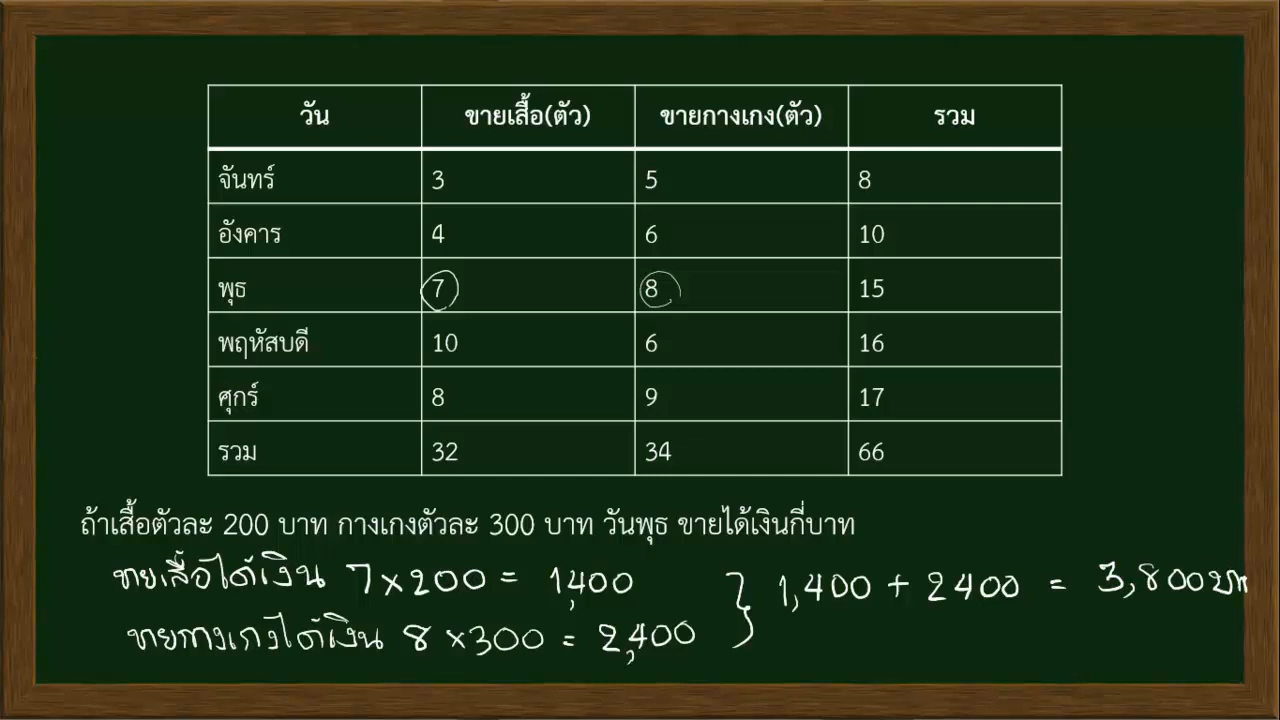 วัน ขายเสื้อ(ตัว) ขายกางเกง(ตัว) รวม
จันทร์ 3 5 8
อังคาร 4 6 10
พุธ 7 8 15
พฤหัสบดี 10 6 16
ศุกร์ 8 9 17
รวม 32 34 66
ถ้าเสื้อตัวละ 200 บาท กางเกงตัวละ 300 บาท วันพุธ ขายได้เงินกี่บาท
ขายเสื้อได้เงิน 7 × 200 = 1,400 } 1,400 + 2400 = 3,800 บาท
ขายกางเกงได้เงิน 8 × 300 = 2,400